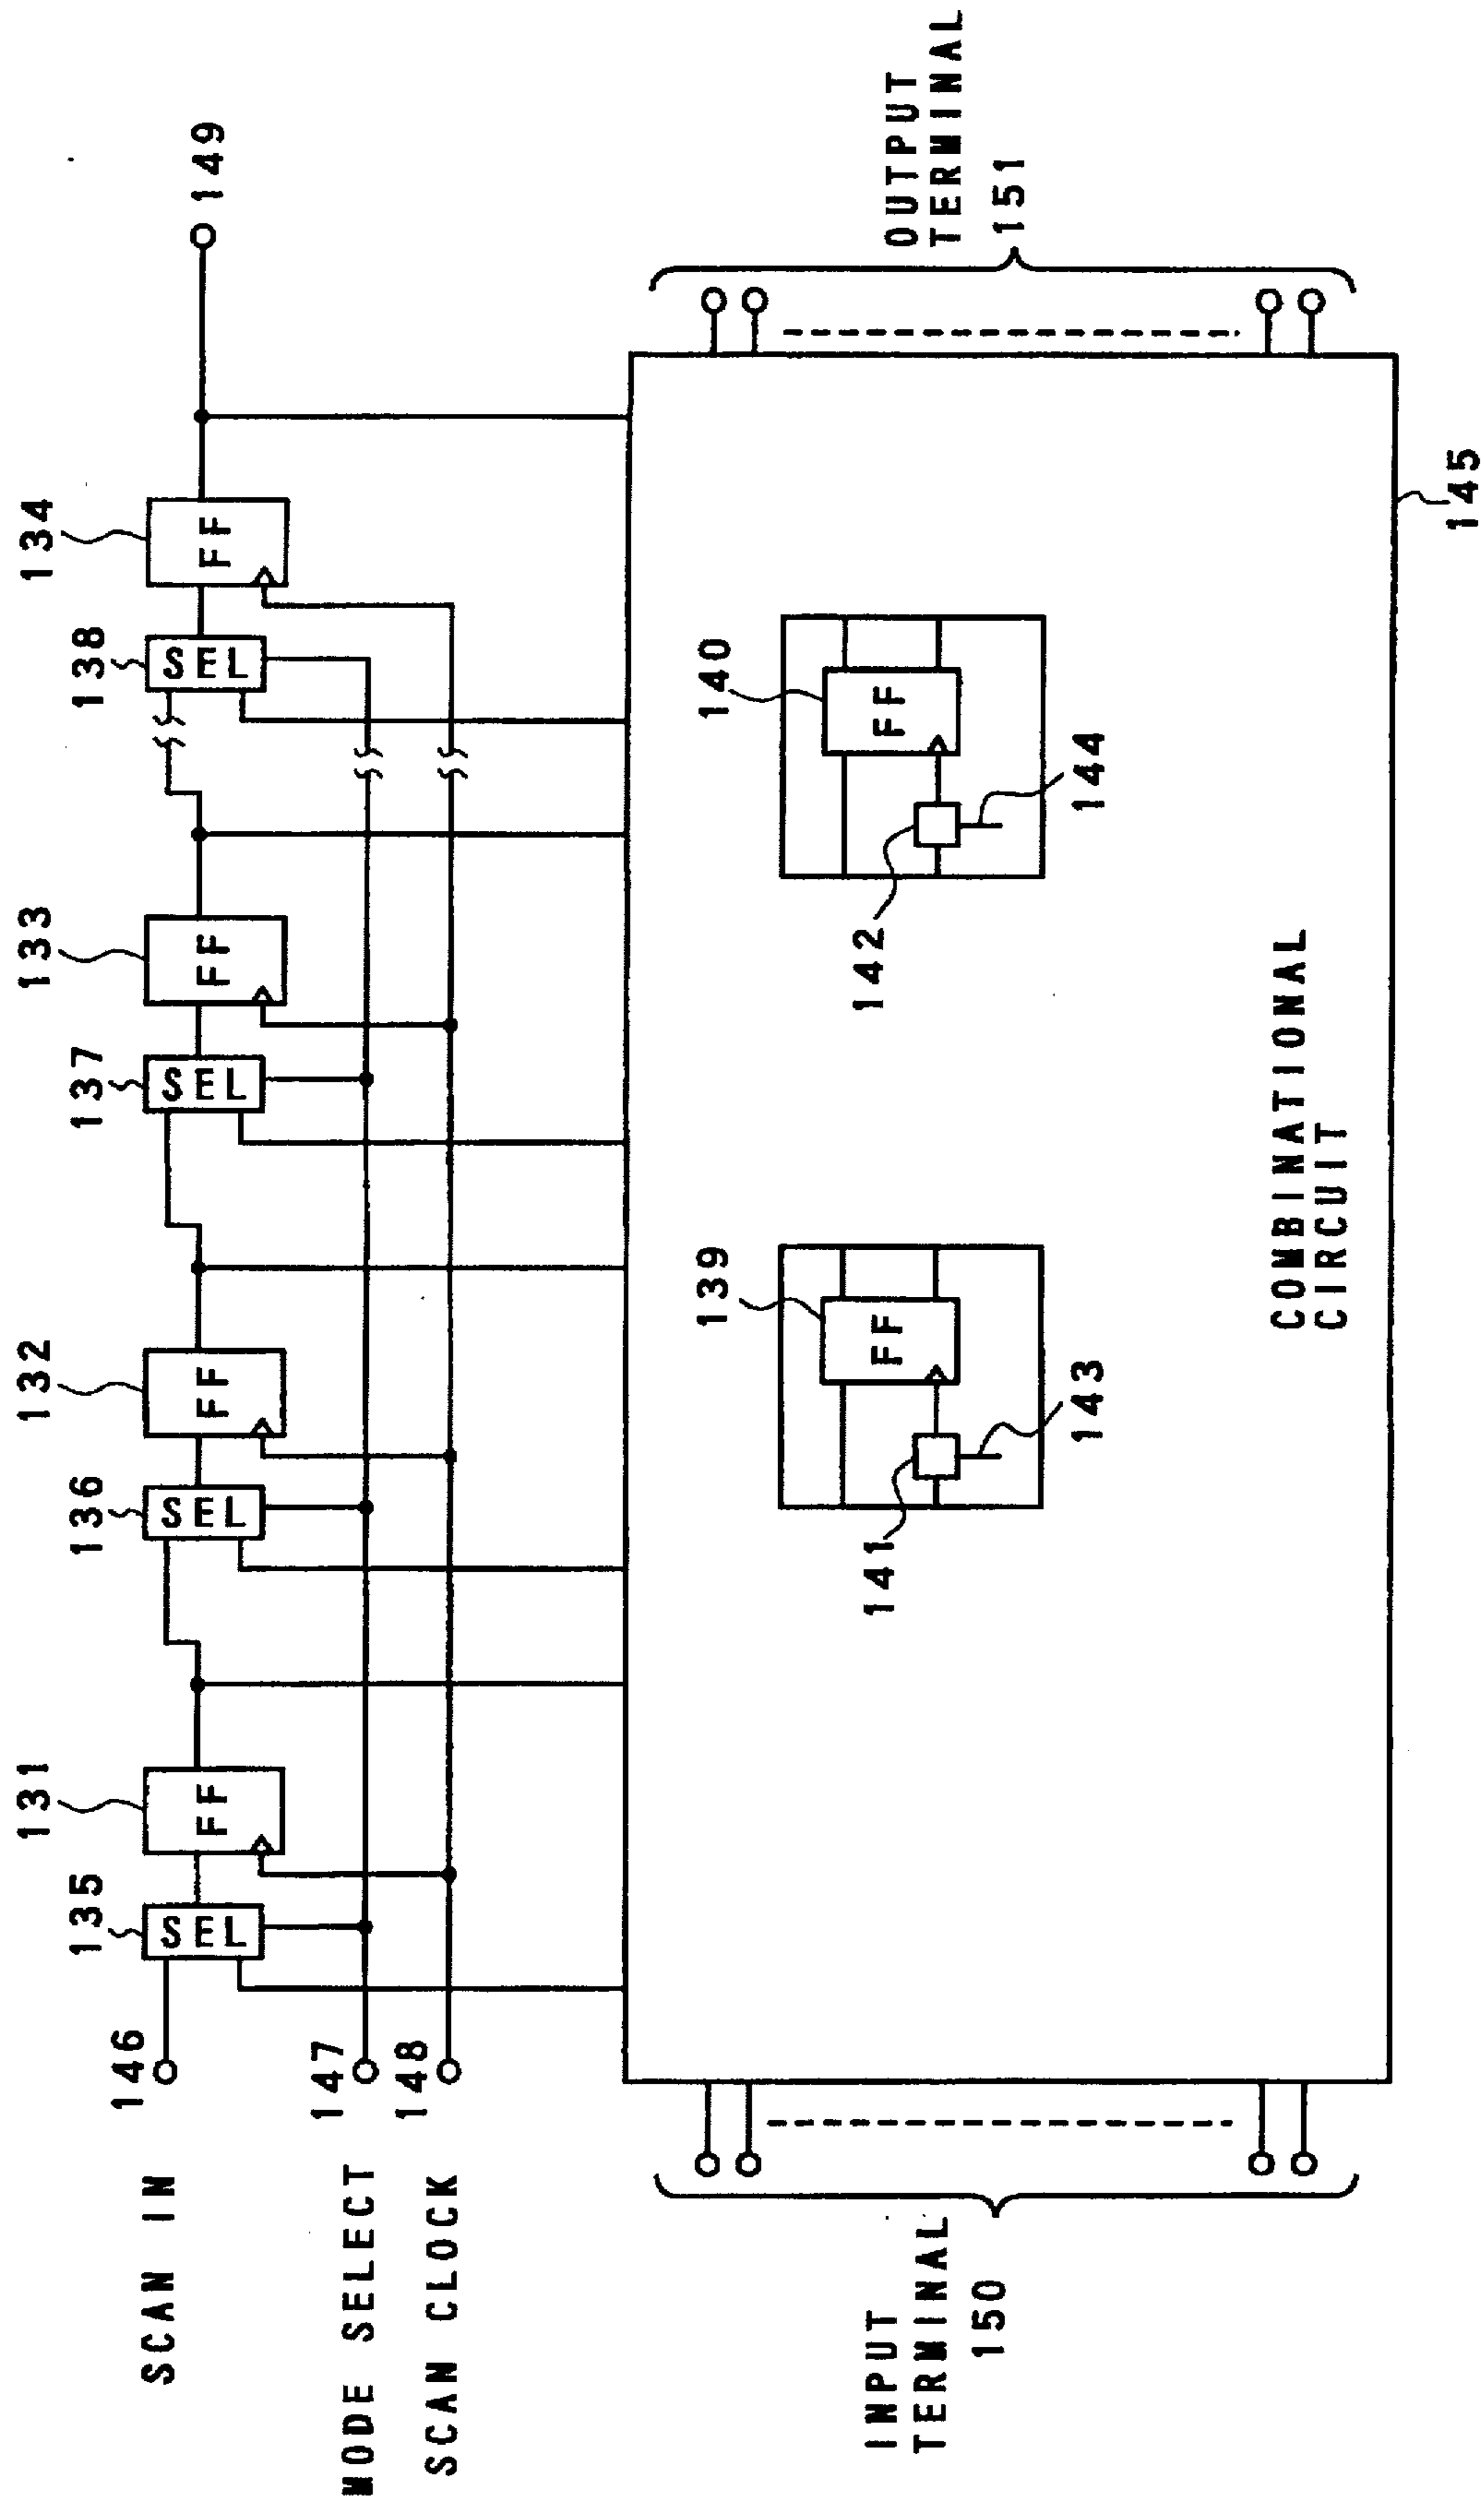 131
132
133
134
135
SEL
FF
136
SEL
FF
137
SEL
FF
138
SEL
FF
149
146
SCAN IN
147
MODE SELECT
148
SCAN CLOCK
INPUT
TERMINAL
150
139
FF
141
143
140
FF
142
144
COMBINATIONAL
CIRCUIT
145
OUTPUT
TERMINAL
151